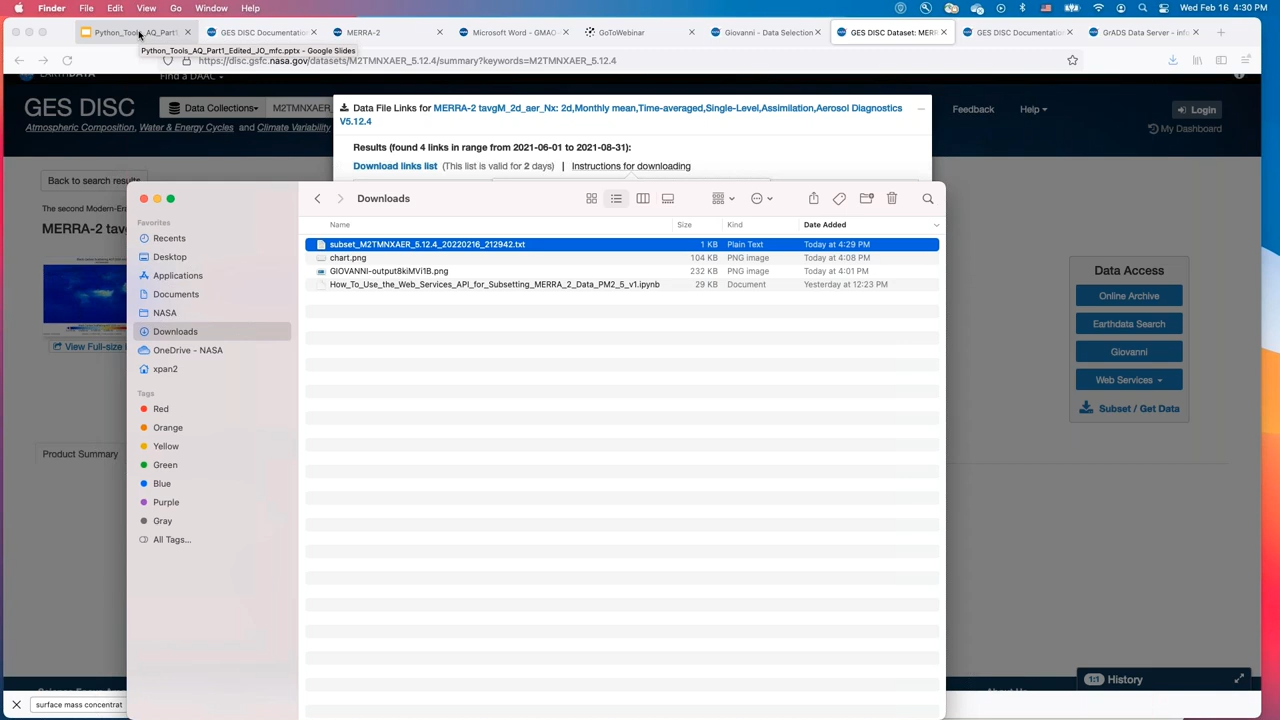 Finder File Edit View Go Window Help Wed Feb 16 4:30 PM
Python_Tools_AQ_Part1 GES DISC Documentatio MERRA-2 Microsoft Word - GMAO- GoToWebinar Giovanni - Data Selection GES DISC Dataset: MERR GES DISC Documentatio GrADS Data Server - info
Python_Tools_AQ_Part1_Edited_JO_mfc.pptx - Google Slides
https://disc.gsfc.nasa.gov/datasets/M2TMNXAER_5.12.4/summary?keywords=M2TMNXAER_5.12.4
EARTHDATA Find a DAAC
GES DISC Data Collections M2TMNXAER_ Feedback Help Login
Atmospheric Composition, Water & Energy Cycles and Climate Variability My Dashboard
Data File Links for MERRA-2 tavgM_2d_aer_Nx: 2d,Monthly mean,Time-averaged,Single-Level,Assimilation,Aerosol Diagnostics
V5.12.4
Results (found 4 links in range from 2021-06-01 to 2021-08-31):
Download links list (This list is valid for 2 days) | Instructions for downloading
Back to search results
The second Modern-Era
MERRA-2 tav
View Full-size
Product Summary
Downloads
Name Size Kind Date Added
subset_M2TMNXAER_5.12.4_20220216_212942.txt 1 KB Plain Text Today at 4:29 PM
chart.png 104 KB PNG image Today at 4:08 PM
GIOVANNI-output8kiMVi1B.png 232 KB PNG image Today at 4:01 PM
How_To_Use_the_Web_Services_API_for_Subsetting_MERRA_2_Data_PM2_5_v1.ipynb 29 KB Document Yesterday at 12:23 PM
Favorites
Recents
Desktop
Applications
Documents
NASA
Downloads
OneDrive - NASA
xpan2
Tags
Red
Orange
Yellow
Green
Blue
Purple
Gray
All Tags...
Data Access
Online Archive
Earthdata Search
Giovanni
Web Services
Subset / Get Data
1:1 History
surface mass concentrat